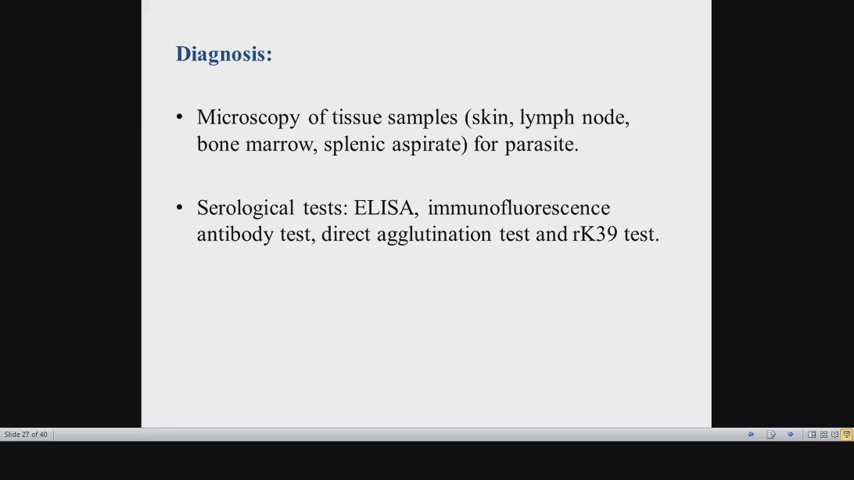 Diagnosis:
• Microscopy of tissue samples (skin, lymph node,
bone marrow, splenic aspirate) for parasite.
• Serological tests: ELISA, immunofluorescence
antibody test, direct agglutination test and rK39 test.
Slide 27 of 40